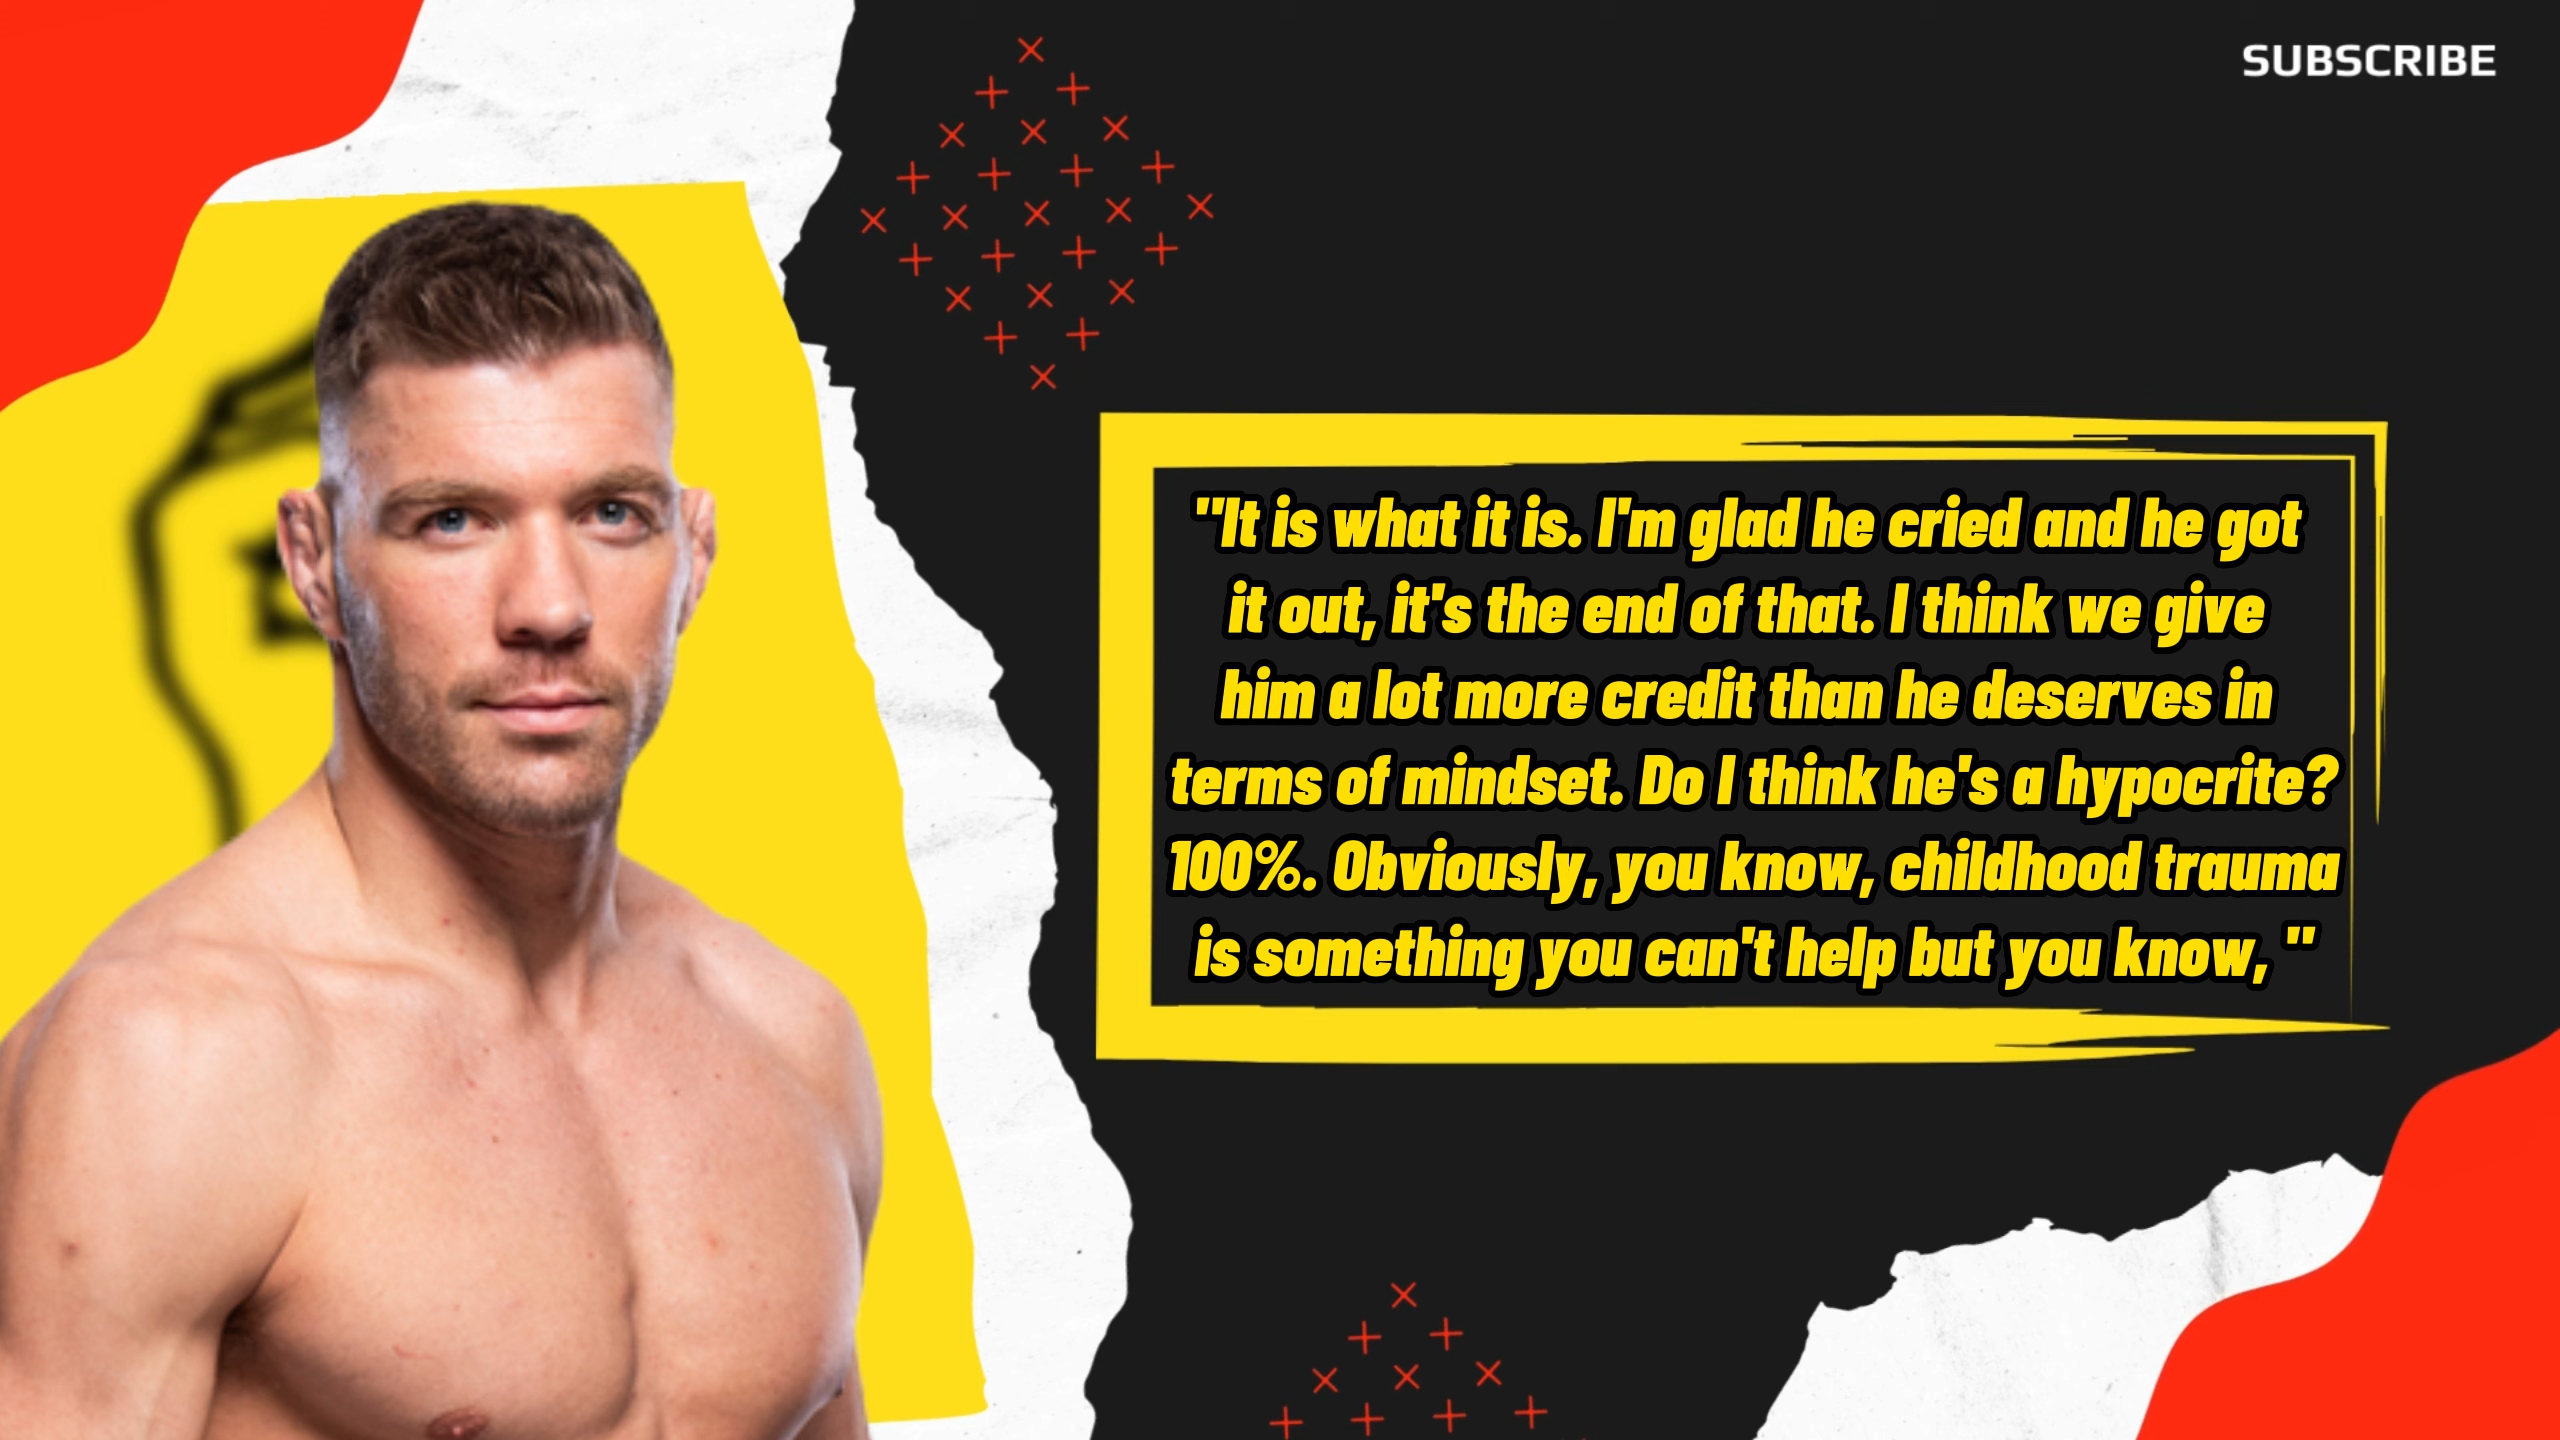 SUBSCRIBE
"It is what it is. I'm glad he cried and he got
it out, it's the end of that. I think we give
him a lot more credit than he deserves in
terms of mindset. Do I think he's a hypocrite?
100%. Obviously, you know, childhood trauma
is something you can't help but you know, "